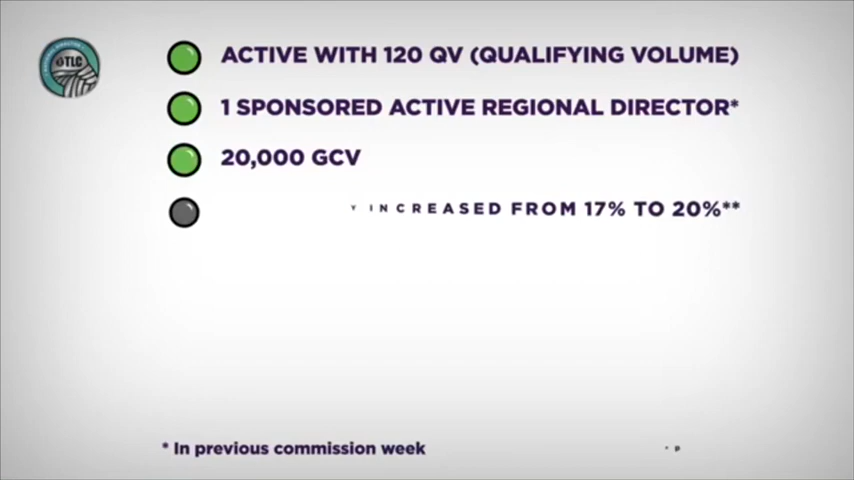 TLC
ACTIVE WITH 120 QV (QUALIFYING VOLUME)
1 SPONSORED ACTIVE REGIONAL DIRECTOR*
20,000 GCV
Y INCREASED FROM 17% TO 20%**
* In previous commission week
* P